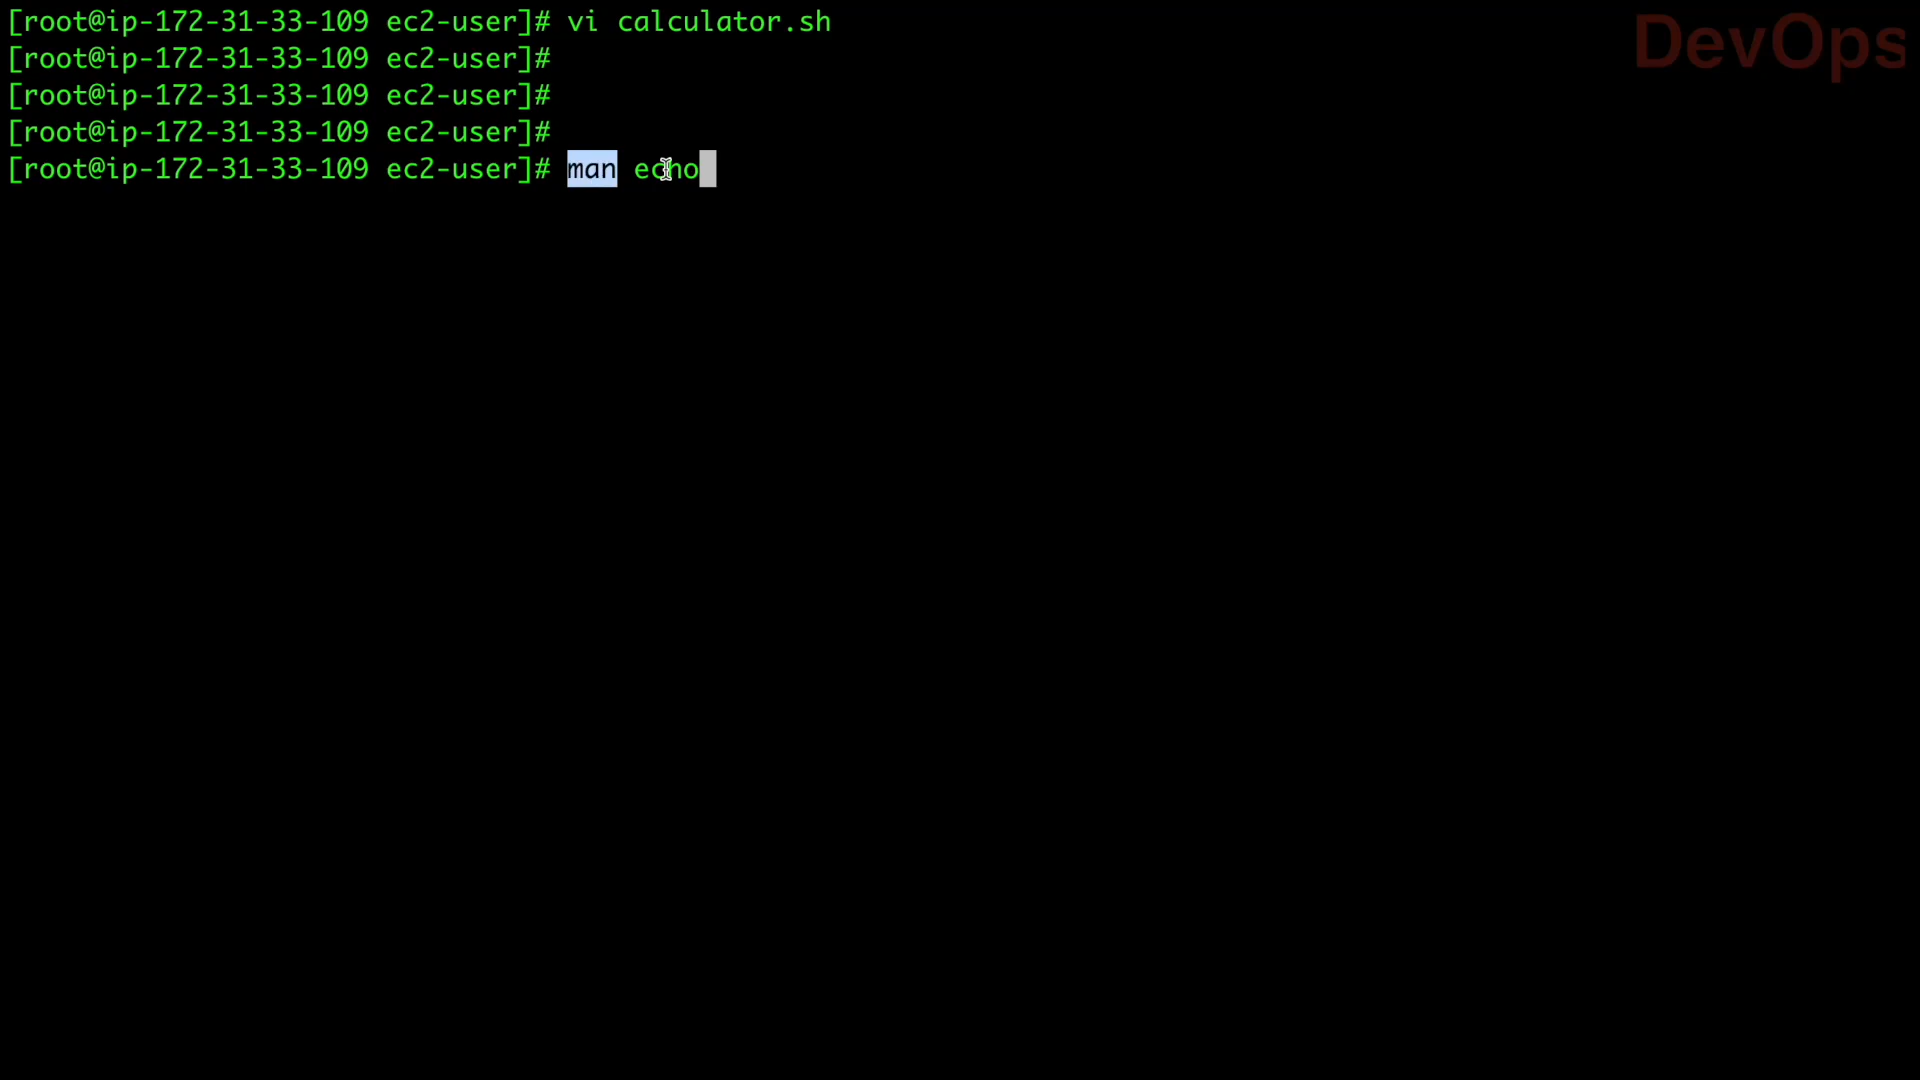 [root@ip-172-31-33-109 ec2-user]# vi calculator.sh
DevOps
[root@ip-172-31-33-109 ec2-user]#
[root@ip-172-31-33-109 ec2-user]#
[root@ip-172-31-33-109 ec2-user]#
[root@ip-172-31-33-109 ec2-user]# man echo